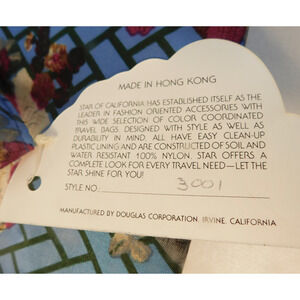 MADE IN HONG KONG
STAR OF CALIFORNIA HAS ESTABLISHED ITSELF AS THE
LEADER IN FASHION ORIENTED ACCESSORIES WITH
THIS WIDE SELECTION OF COLOR COORDINATED
TRAVEL BAGS. DESIGNED WITH STYLE AS WELL AS
DURABILITY IN MIND. ALL HAVE EASY CLEAN-UP
PLASTIC LINING AND ARE CONSTRUCTED OF SOIL AND
WATER RESISTANT 100% NYLON. STAR OFFERS A
COMPLETE LOOK FOR EVERY TRAVEL NEED—LET THE
STAR SHINE FOR YOU!
STYLE NO. 3001
MANUFACTURED BY DOUGLAS CORPORATION, IRVINE, CALIFORNIA